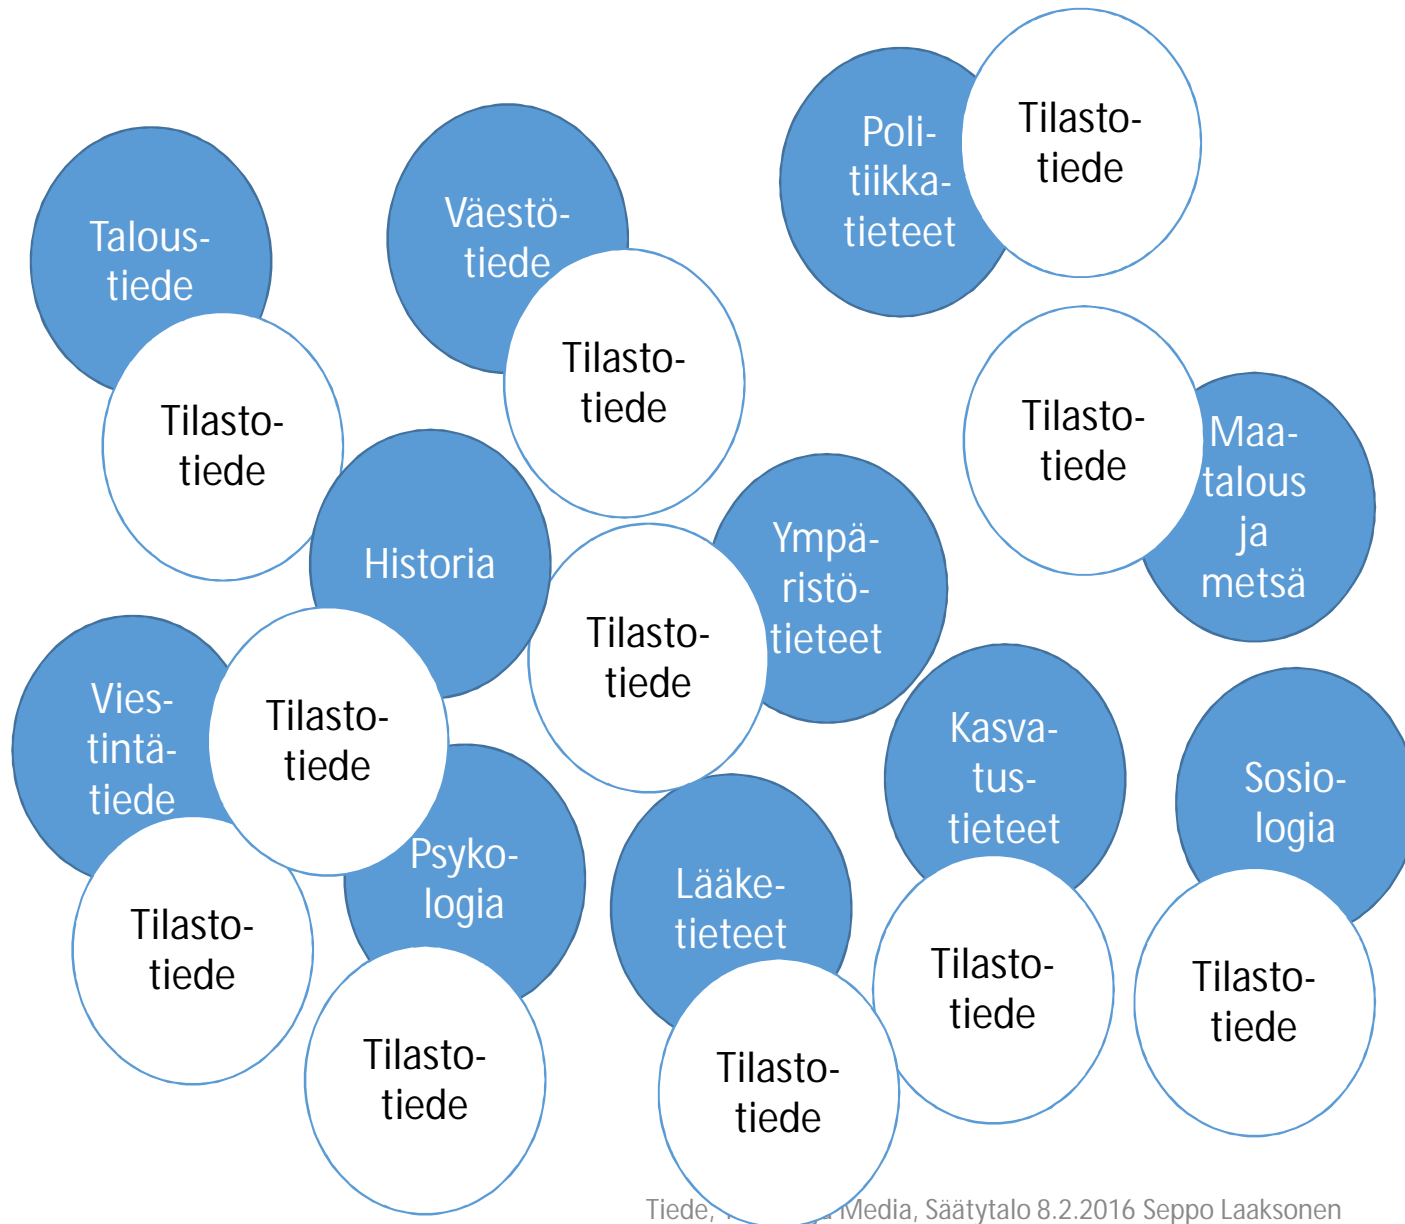 Poli-
tiikka-
tieteet
Tilasto-
tiede
Talous-
tiede
Tilasto-
tiede
Väestö-
tiede
Tilasto-
tiede
Tilasto-
tiede
Maa-
talous
ja
metsä
Historia
Tilasto-
tiede
Ympä-
ristö-
tieteet
Tilasto-
tiede
Vies-
tintä-
tiede
Tilasto-
tiede
Psyko-
logia
Tilasto-
tiede
Lääke-
tieteet
Tilasto-
tiede
Kasva-
tus-
tieteet
Tilasto-
tiede
Sosio-
logia
Tilasto-
tiede
Tiede, Media, Säätytalo 8.2.2016 Seppo Laaksonen